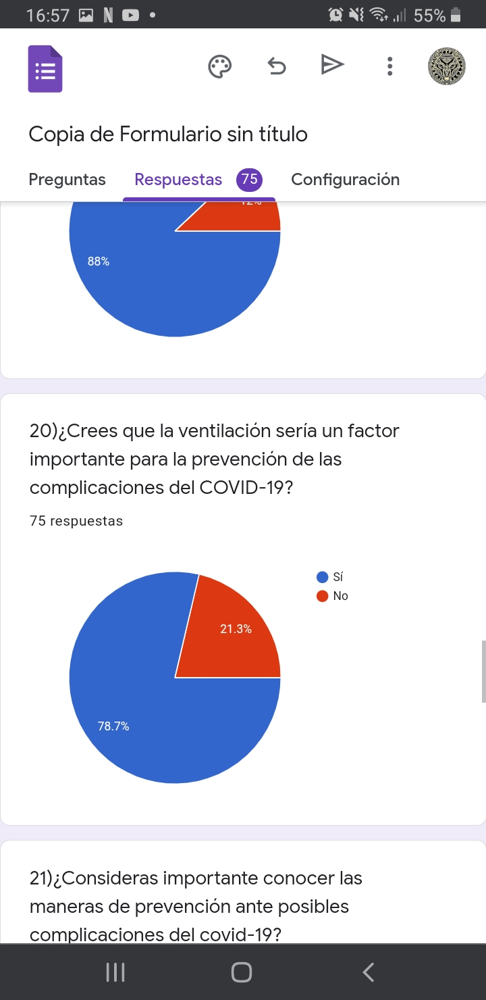 16:57
55%
Copia de Formulario sin título
Preguntas
Respuestas
75
Configuración
12%
88%
20)¿Crees que la ventilación sería un factor
importante para la prevención de las
complicaciones del COVID-19?
75 respuestas
Sí
No
21.3%
78.7%
21)¿Consideras importante conocer las
maneras de prevención ante posibles
complicaciones del covid-19?